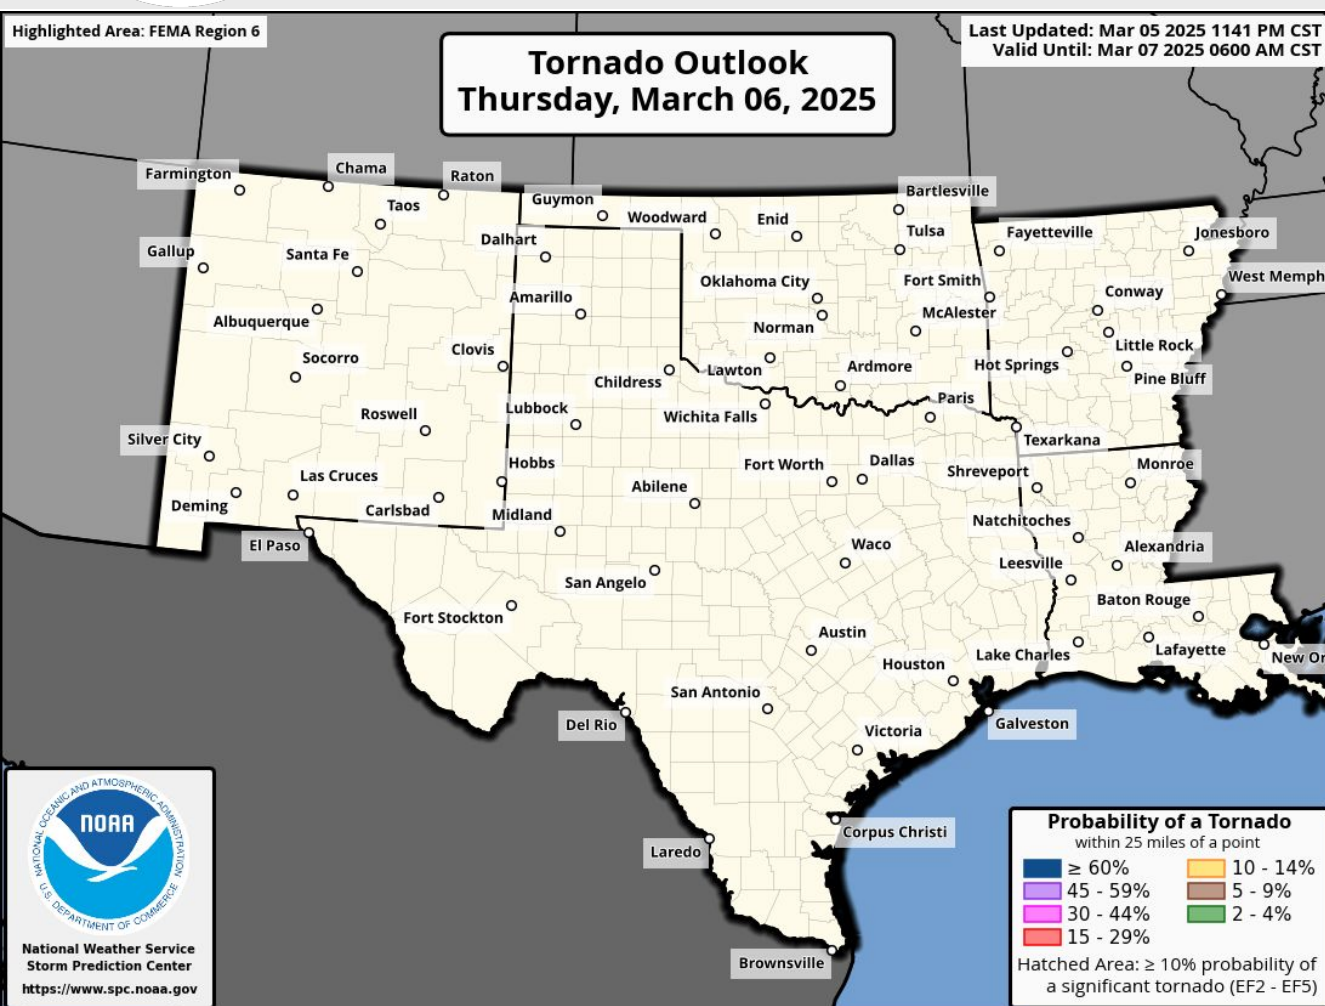 Highlighted Area: FEMA Region 6
Last Updated: Mar 05 2025 1141 PM CST
Valid Until: Mar 07 2025 0600 AM CST
Tornado Outlook
Thursday, March 06, 2025
Farmington
Chama
Raton
Taos
Guymon
Woodward
Enid
Bartlesville
Tulsa
Fayetteville
Jonesboro
Gallup
Santa Fe
Dalhart
Oklahoma City
Fort Smith
West Memph
Conway
Amarillo
Albuquerque
Norman
McAlester
Little Rock
Socorro
Clovis
Childress
Lawton
Ardmore
Hot Springs
Pine Bluff
Roswell
Lubbock
Wichita Falls
Paris
Silver City
Texarkana
Las Cruces
Hobbs
Fort Worth
Dallas
Shreveport
Monroe
Deming
Carlsbad
Abilene
Midland
Natchitoches
El Paso
Waco
Alexandria
San Angelo
Leesville
Fort Stockton
Baton Rouge
Austin
Houston
Lake Charles
Lafayette
New Or
San Antonio
Del Rio
Galveston
Victoria
Corpus Christi
Laredo
Brownsville
NATIONAL OCEANIC AND ATMOSPHERIC ADMINISTRATION
NOAA
U.S. DEPARTMENT OF COMMERCE
National Weather Service
Storm Prediction Center
https://www.spc.noaa.gov
Probability of a Tornado
within 25 miles of a point
≥ 60%
45 - 59%
30 - 44%
15 - 29%
10 - 14%
5 - 9%
2 - 4%
Hatched Area: ≥ 10% probability of
a significant tornado (EF2 - EF5)